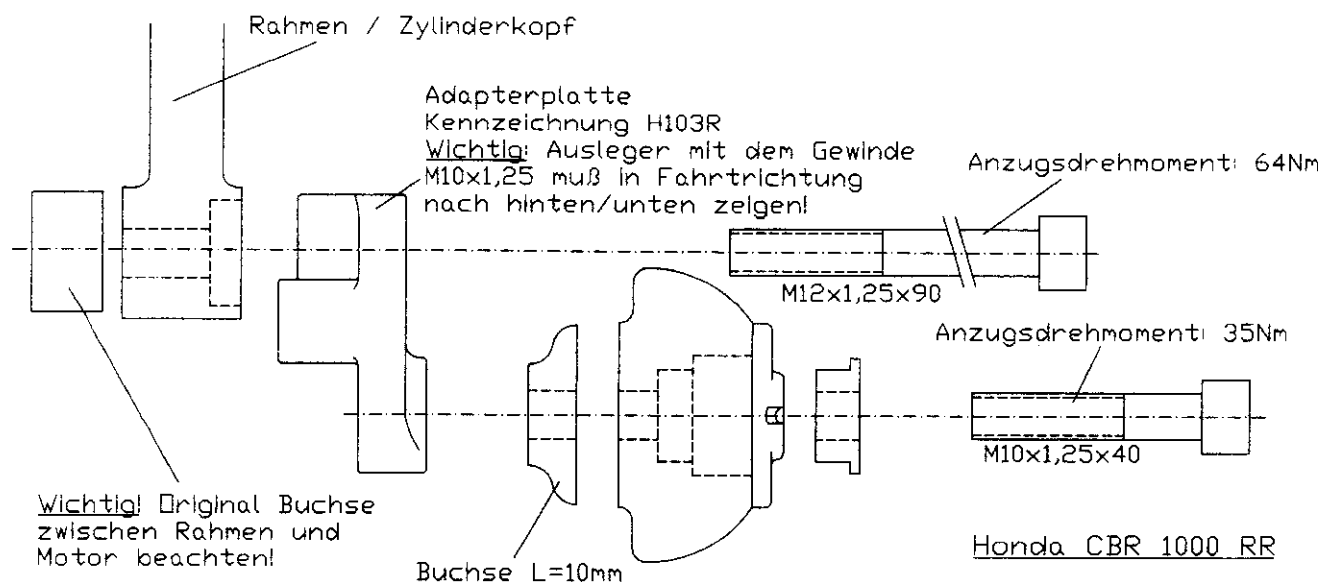 Rahmen / Zylinderkopf
Adapterplatte
Kennzeichnung H103R
Wichtig! Ausleger mit dem Gewinde
M10x1,25 muß in Fahrtrichtung
nach hinten/unten zeigen!
Anzugsdrehmoment: 64Nm
M12x1,25x90
Anzugsdrehmoment: 35Nm
M10x1,25x40
Wichtig! Original Buchse
zwischen Rahmen und
Motor beachten!
Buchse L=10mm
Honda CBR 1000 RR